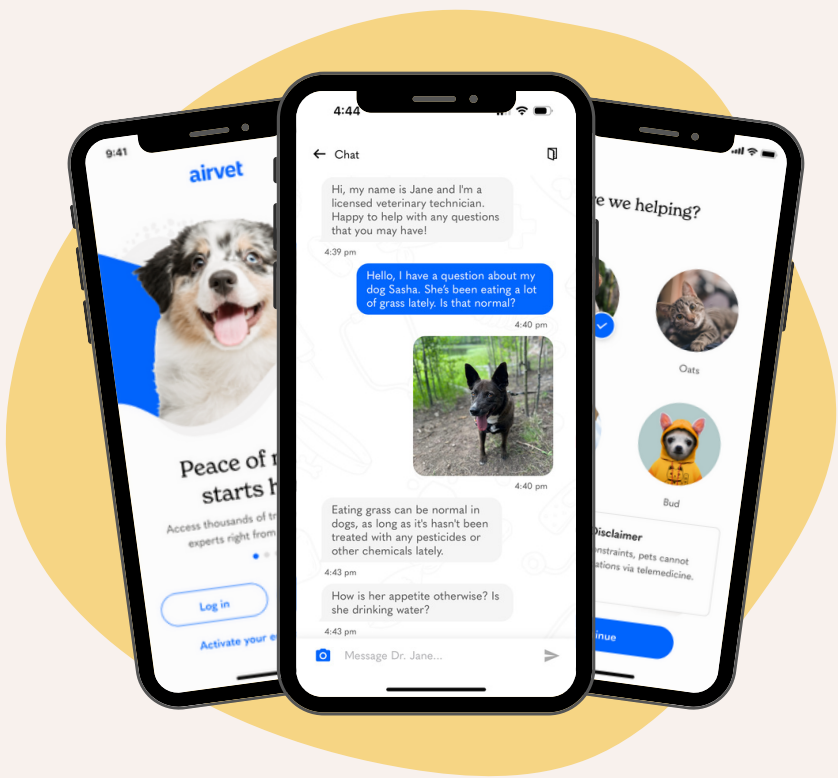 9:41
airvet
Peace of
starts
Access thousands of
experts right from
Log in
Activate your
4:44
Chat
Hi, my name is Jane and I'm a
licensed veterinary technician.
Happy to help with any questions
that you may have!
4:39 pm
Hello, I have a question about my
dog Sasha. She's been eating a lot
of grass lately. Is that normal?
4:40 pm
4:40 pm
Eating grass can be normal in
dogs, as long as it's hasn't been
treated with any pesticides or
other chemicals lately.
4:43 pm
How is her appetite otherwise? Is
she drinking water?
4:43 pm
Message Dr. Jane...
we helping?
Oats
Bud
Disclaimer
pets cannot
via telemedicine.